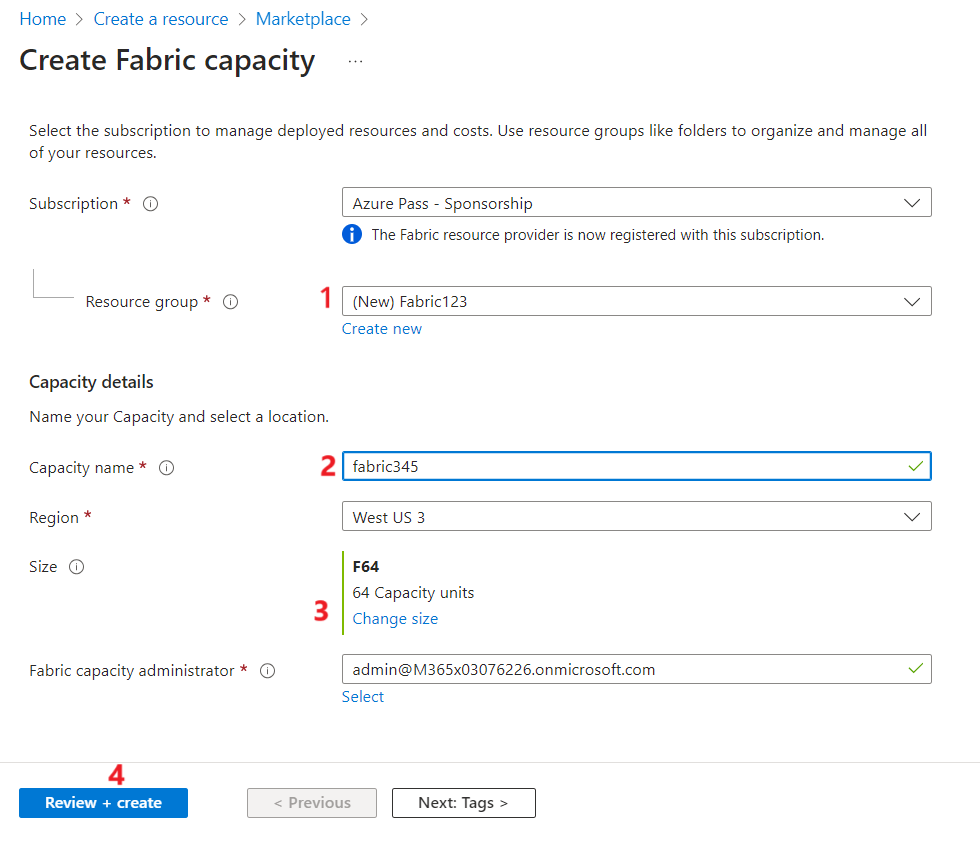 Home > Create a resource > Marketplace >
Create Fabric capacity ...
Select the subscription to manage deployed resources and costs. Use resource groups like folders to organize and manage all
of your resources.
Subscription * Azure Pass - Sponsorship
The Fabric resource provider is now registered with this subscription.
Resource group * 1 (New) Fabric123
Create new
Capacity details
Name your Capacity and select a location.
Capacity name * 2 fabric345
Region * West US 3
Size F64
64 Capacity units
3 Change size
Fabric capacity administrator * admin@M365x03076226.onmicrosoft.com
Select
4
Review + create < Previous Next: Tags >